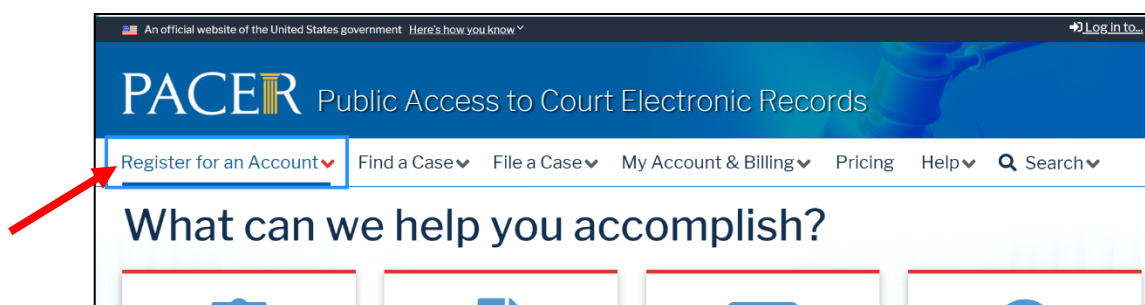 An official website of the United States government Here's how you know
Log in to...
PACER Public Access to Court Electronic Records
Register for an Account Find a Case File a Case My Account & Billing Pricing Help Search
What can we help you accomplish?